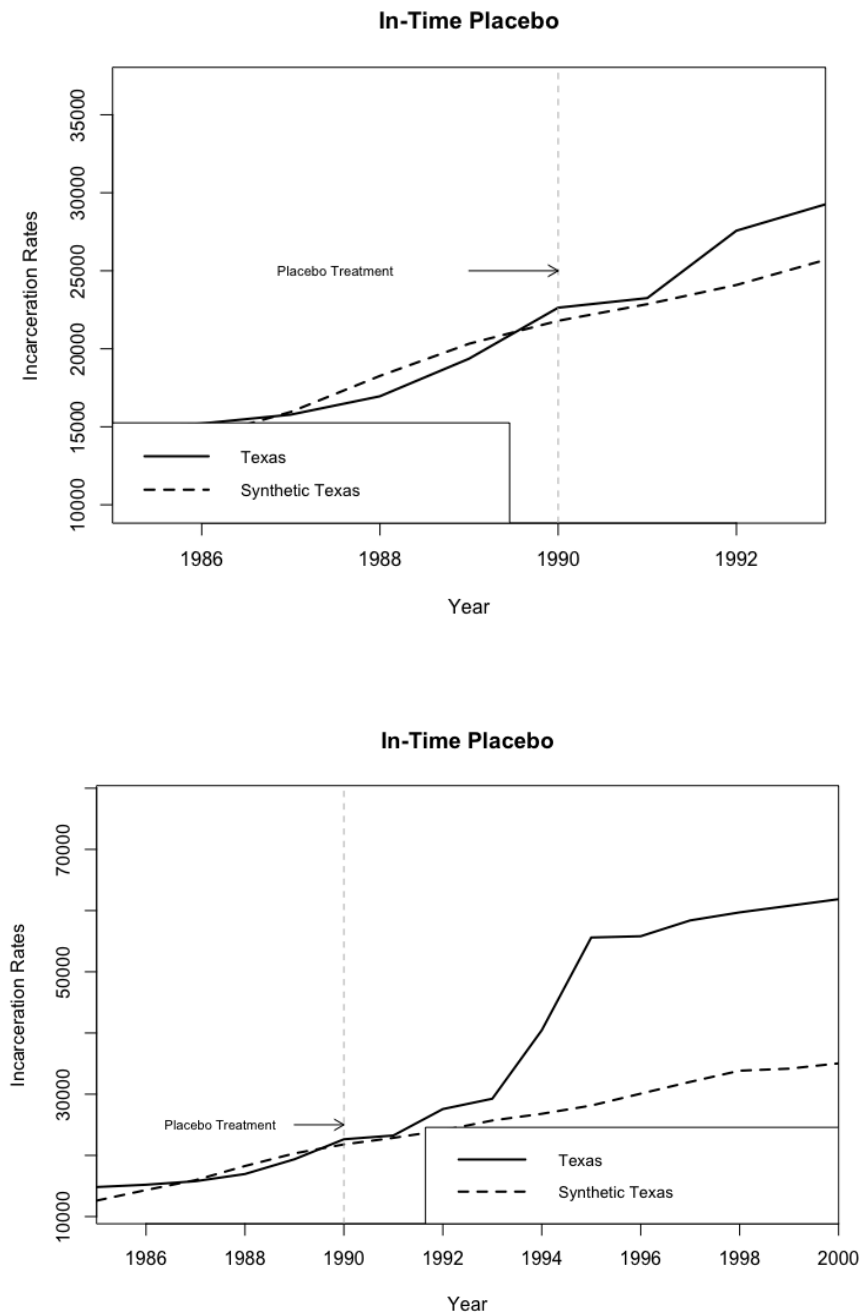 In-Time Placebo
35000
30000
25000
20000
15000
10000
Incarceration Rates
Placebo Treatment
Texas
Synthetic Texas
1986 1988 1990 1992
Year
In-Time Placebo
70000
50000
30000
10000
Incarceration Rates
Placebo Treatment
Texas
Synthetic Texas
1986 1988 1990 1992 1994 1996 1998 2000
Year